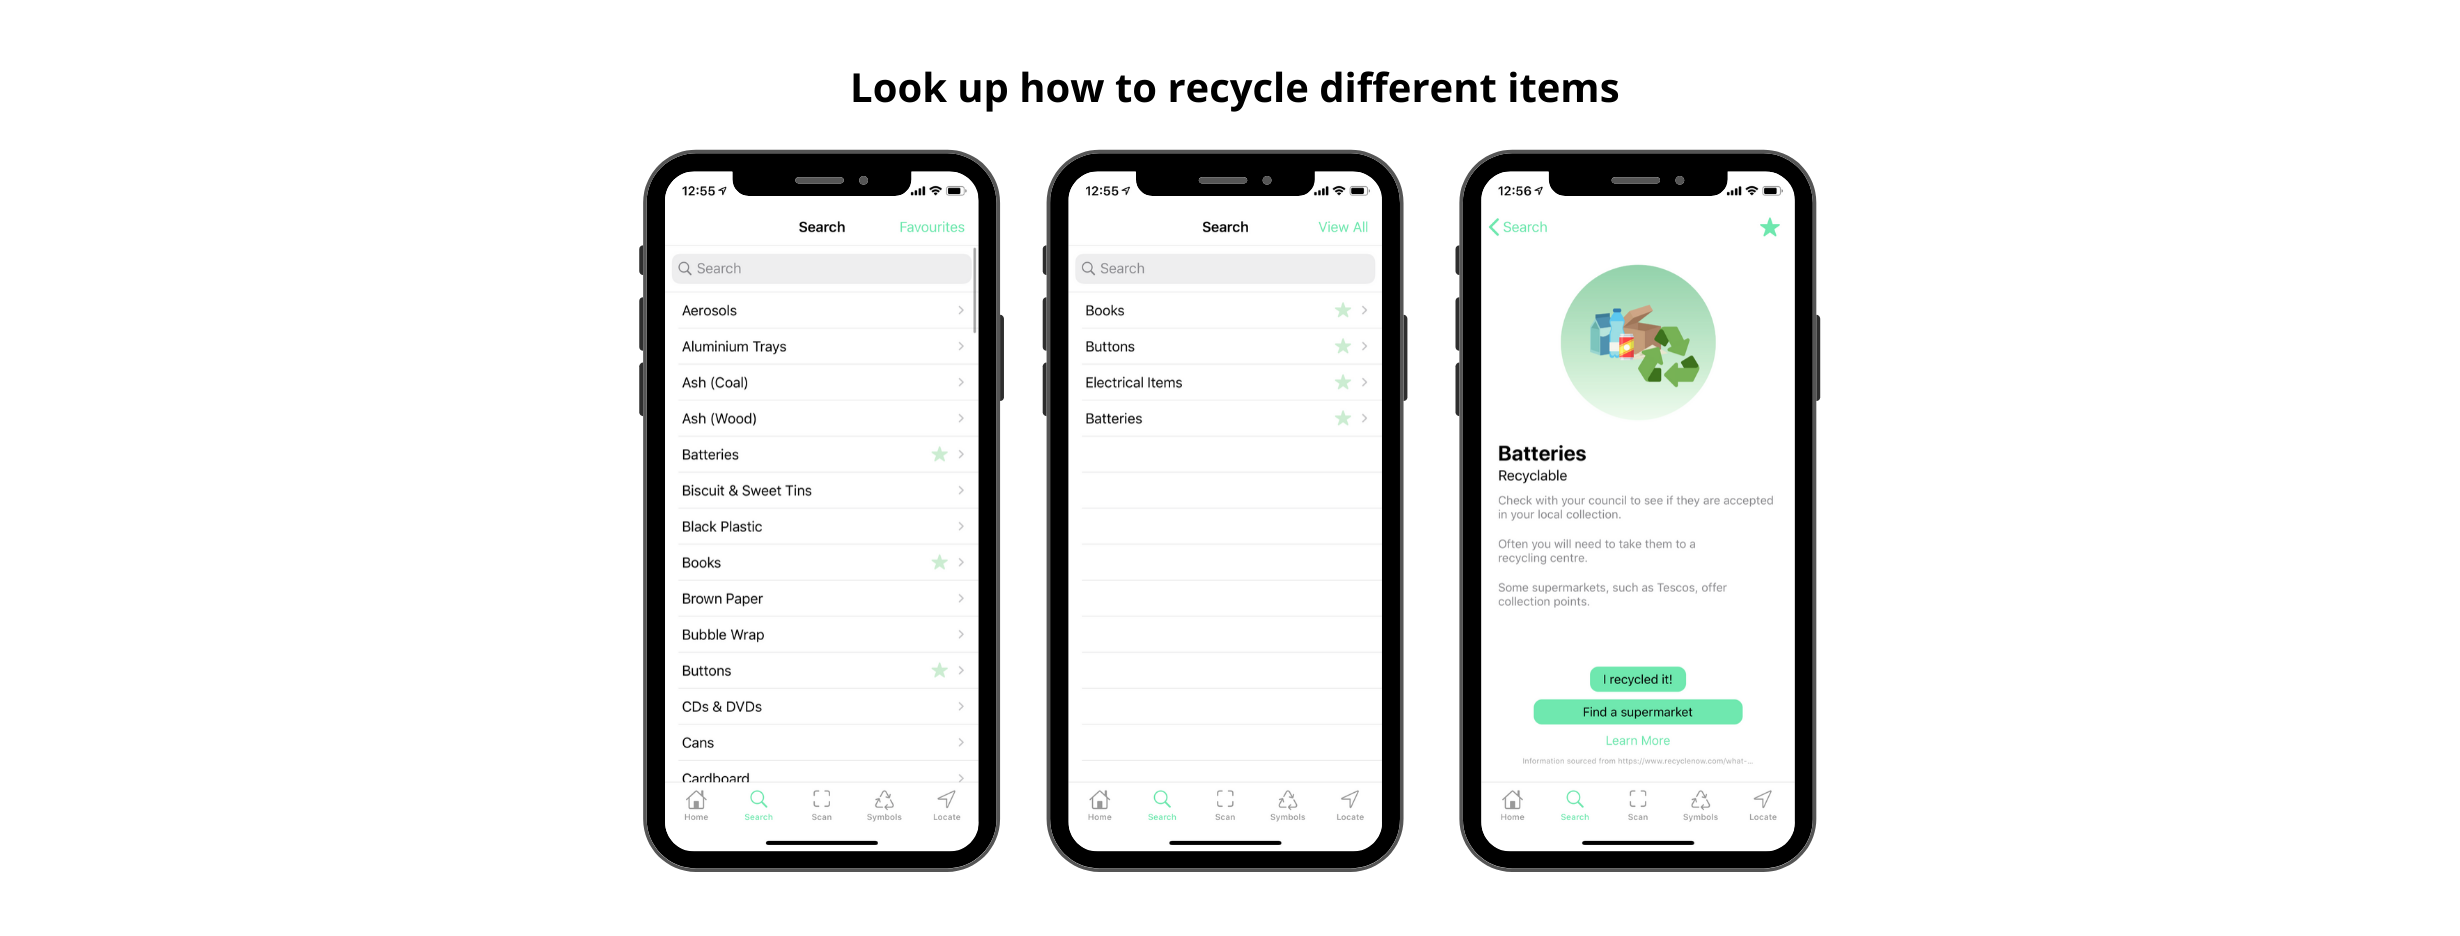 Look up how to recycle different items
12:55
Search
Favourites
Search
Aerosols
Aluminium Trays
Ash (Coal)
Ash (Wood)
Batteries
Biscuit & Sweet Tins
Black Plastic
Books
Brown Paper
Bubble Wrap
Buttons
CDs & DVDs
Cans
Cardboard
Home
Search
Scan
Symbols
Locate
12:55
Search
View All
Search
Books
Buttons
Electrical Items
Batteries
Home
Search
Scan
Symbols
Locate
12:56
Search
Batteries
Recyclable
Check with your council to see if they are accepted
in your local collection.
Often you will need to take them to a
recycling centre.
Some supermarkets, such as Tescos, offer
collection points.
I recycled it!
Find a supermarket
Learn More
Information sourced from https://www.recyclenow.com/what-...
Home
Search
Scan
Symbols
Locate